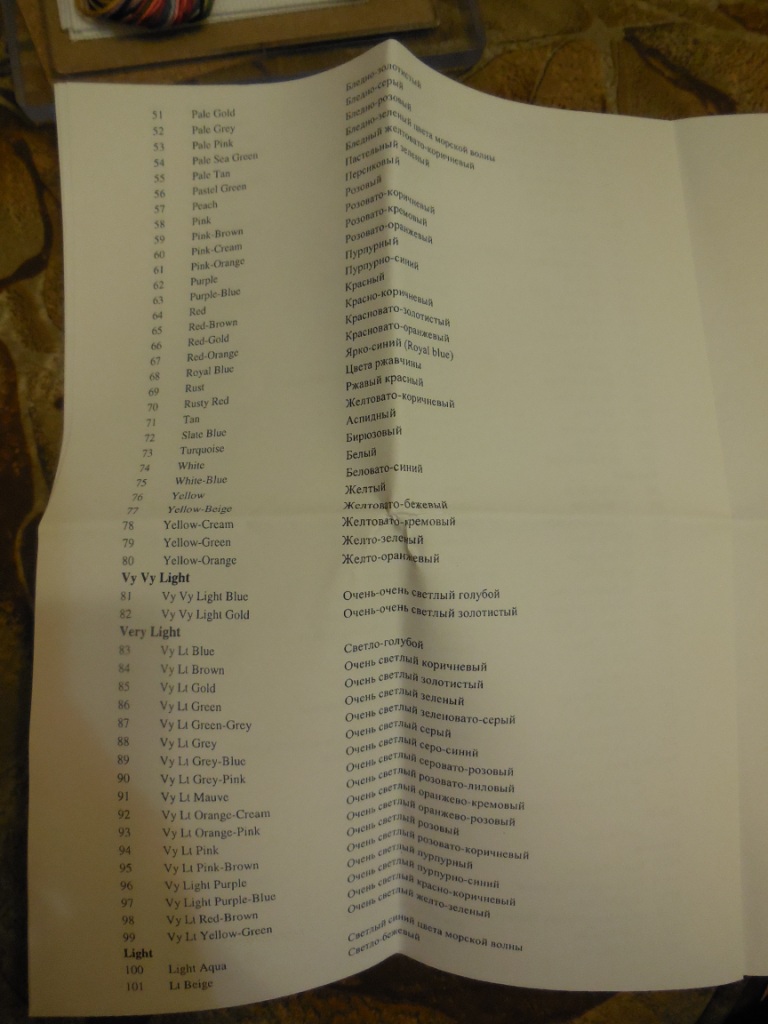 51 Pale Gold Бледно-золотистый
52 Pale Grey Бледно-серый
53 Pale Pink Бледно-розовый
54 Pale Sea Green Бледно-зеленый цвета морской волны
55 Pale Tan Бледный желтовато-коричневый
56 Pastel Green Пастельный зеленый
57 Peach Персиковый
58 Pink Розовый
59 Pink-Brown Розовато-коричневый
60 Pink-Cream Розовато-кремовый
61 Pink-Orange Розовато-оранжевый
62 Purple Пурпурный
63 Purple-Blue Пурпурно-синий
64 Red Красный
65 Red-Brown Красно-коричневый
66 Red-Gold Красновато-золотистый
67 Red-Orange Красновато-оранжевый
68 Royal Blue Ярко-синий (Royal blue)
69 Rust Цвета ржавчины
70 Rusty Red Ржавый красный
71 Tan Желтовато-коричневый
72 Slate Blue Аспидный
73 Turquoise Бирюзовый
74 White Белый
75 White-Blue Беловато-синий
76 Yellow Желтый
77 Yellow-Beige Желтовато-бежевый
78 Yellow-Cream Желтовато-кремовый
79 Yellow-Green Желто-зеленый
80 Yellow-Orange Желто-оранжевый
Vy Vy Light
81 Vy Vy Light Blue Очень-очень светлый голубой
82 Vy Vy Light Gold Очень-очень светлый золотистый
Very Light
83 Vy Lt Blue Светло-голубой
84 Vy Lt Brown Очень светлый коричневый
85 Vy Lt Gold Очень светлый золотистый
86 Vy Lt Green Очень светлый зеленый
87 Vy Lt Green-Grey Очень светлый зеленовато-серый
88 Vy Lt Grey Очень светлый серый
89 Vy Lt Grey-Blue Очень светлый серо-синий
90 Vy Lt Grey-Pink Очень светлый серовато-розовый
91 Vy Lt Mauve Очень светлый розовато-лиловый
92 Vy Lt Orange-Cream Очень светлый оранжево-кремовый
93 Vy Lt Orange-Pink Очень светлый оранжево-розовый
94 Vy Lt Pink Очень светлый розовый
95 Vy Lt Pink-Brown Очень светлый розовато-коричневый
96 Vy Light Purple Очень светлый пурпурный
97 Vy Light Purple-Blue Очень светлый пурпурно-синий
98 Vy Lt Red-Brown Очень светлый красно-коричневый
99 Vy Lt Yellow-Green Очень светлый желто-зеленый
Light
100 Light Aqua Светлый синий цвета морской волны
101 Lt Beige Светло-бежевый